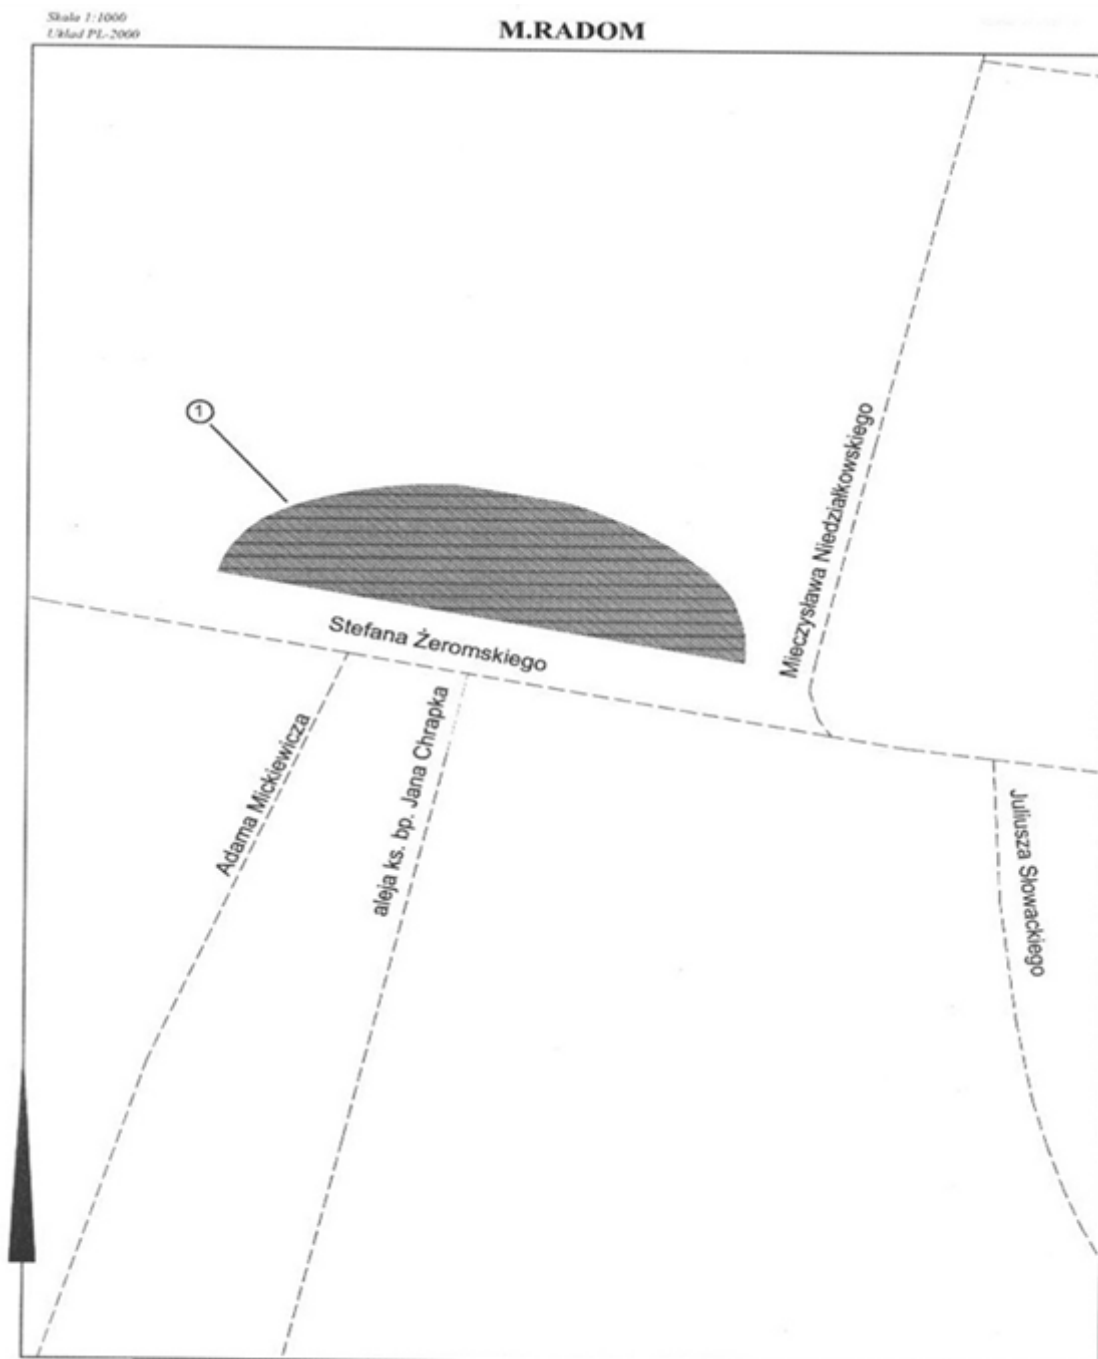 Skala 1:1000
Układ PL-2000
M.RADOM
1
Mieczysława Niedziałkowskiego
Stefana Żeromskiego
Adama Mickiewicza
aleja ks. bp. Jana Chrapka
Juliusza Słowackiego